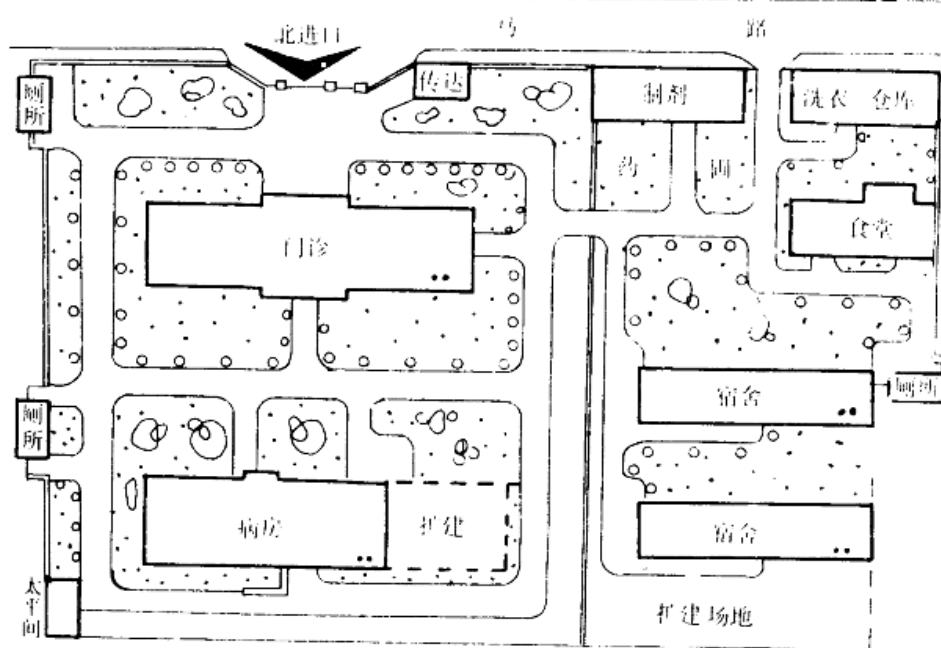 北进口
马 路
厕所
传达
制剂
洗衣 仓库
药 圃
门诊
食堂
厕所
宿舍
厕所
病房
扩建
宿舍
太平间
扩建场地